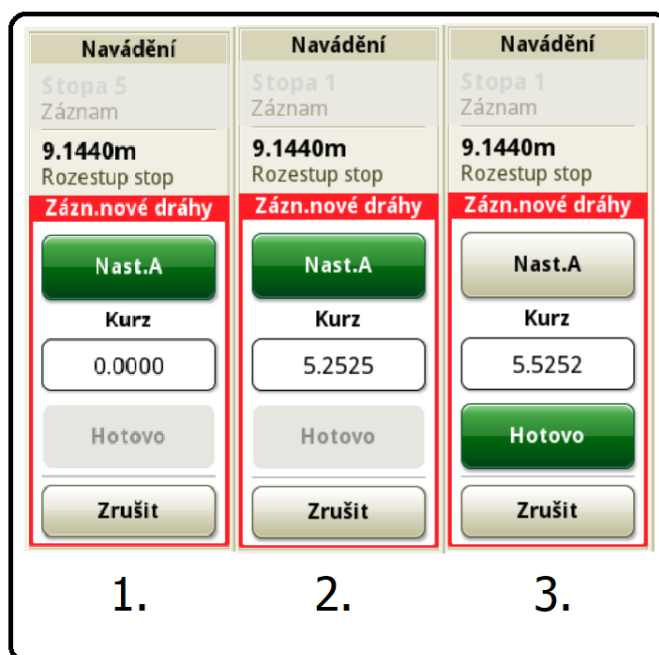 Navádění
Stopa 5
Záznam
9.1440m
Rozestup stop
Zázn.nové dráhy
Nast.A
Kurz
0.0000
Hotovo
Zrušit
1.
Navádění
Stopa 1
Záznam
9.1440m
Rozestup stop
Zázn.nové dráhy
Nast.A
Kurz
5.2525
Hotovo
Zrušit
2.
Navádění
Stopa 1
Záznam
9.1440m
Rozestup stop
Zázn.nové dráhy
Nast.A
Kurz
5.5252
Hotovo
Zrušit
3.